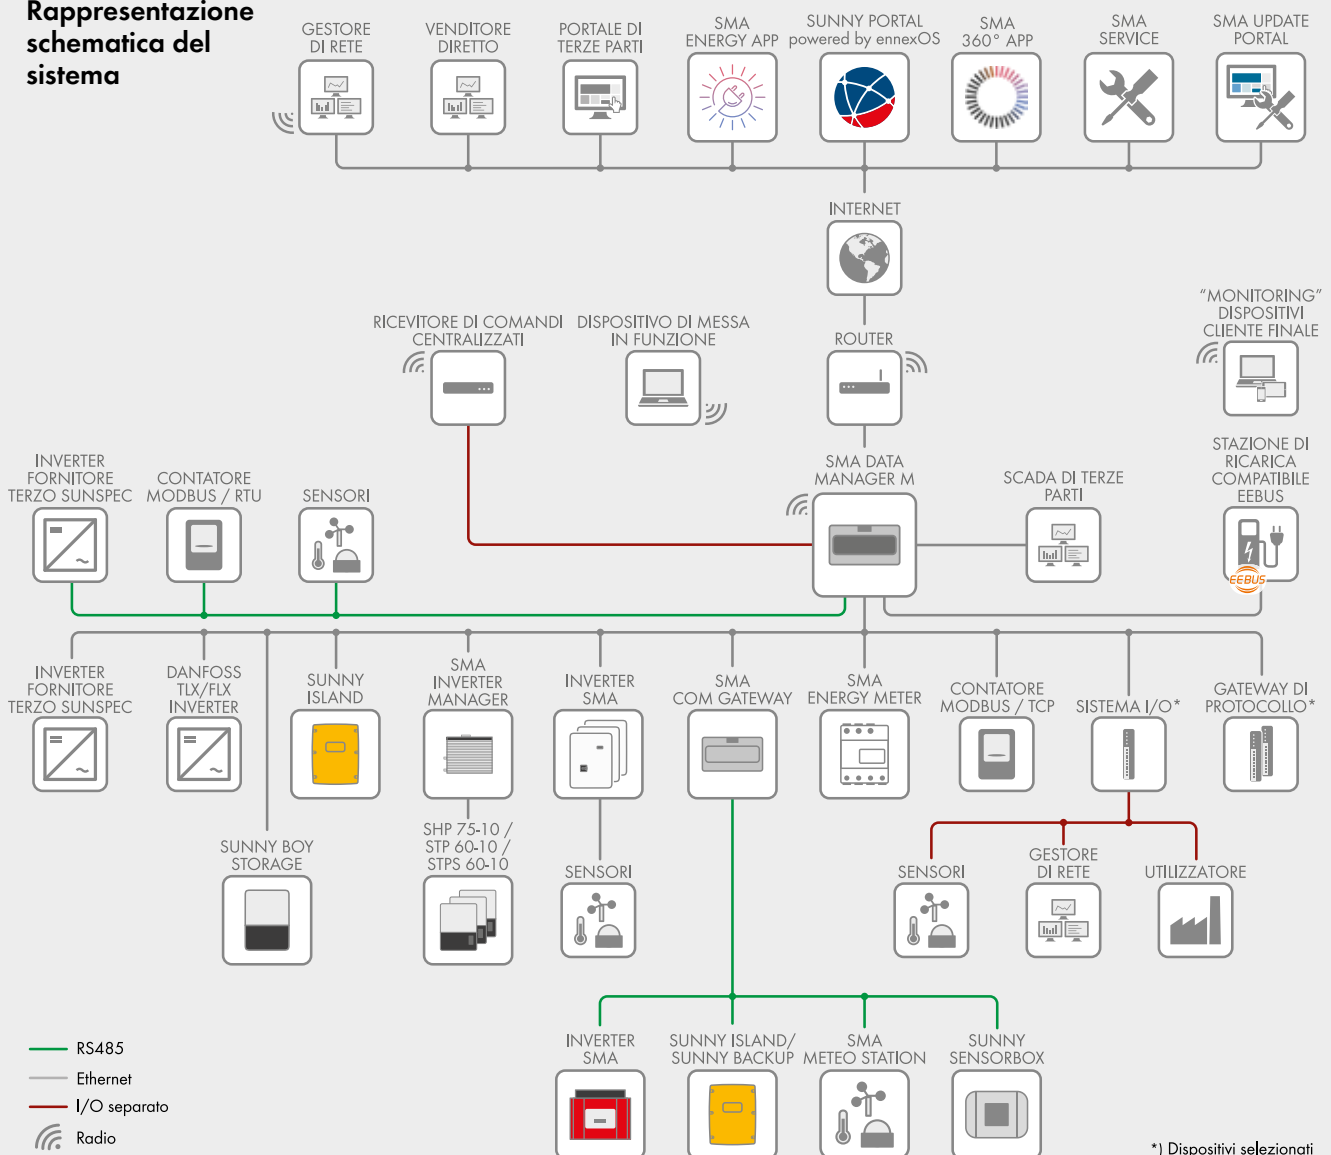 Rappresentazione
schematica del
sistema
GESTORE
DI RETE
VENDITORE
DIRETTO
PORTALE DI
TERZE PARTI
SMA
ENERGY APP
SUNNY PORTAL
powered by ennexOS
SMA
360° APP
SMA
SERVICE
SMA UPDATE
PORTAL
INTERNET
"MONITORING"
DISPOSITIVI
CLIENTE FINALE
RICEVITORE DI COMANDI
CENTRALIZZATI
DISPOSITIVO DI MESSA
IN FUNZIONE
ROUTER
INVERTER
FORNITORE
TERZO SUNSPEC
CONTATORE
MODBUS / RTU
SENSORI
SMA DATA
MANAGER M
SCADA DI TERZE
PARTI
STAZIONE DI
RICARICA
COMPATIBILE
EEBUS
EEBUS
INVERTER
FORNITORE
TERZO SUNSPEC
DANFOSS
TLX/FLX
INVERTER
SUNNY
ISLAND
SMA
INVERTER
MANAGER
INVERTER
SMA
SMA
COM GATEWAY
SMA
ENERGY METER
CONTATORE
MODBUS / TCP
SISTEMA I/O*
GATEWAY DI
PROTOCOLLO*
SUNNY BOY
STORAGE
SHP 75-10 /
STP 60-10 /
STPS 60-10
SENSORI
SENSORI
GESTORE
DI RETE
UTILIZZATORE
INVERTER
SMA
SUNNY ISLAND/
SUNNY BACKUP
SMA
METEO STATION
SUNNY
SENSORBOX
RS485
Ethernet
I/O separato
Radio
*) Dispositivi selezionati